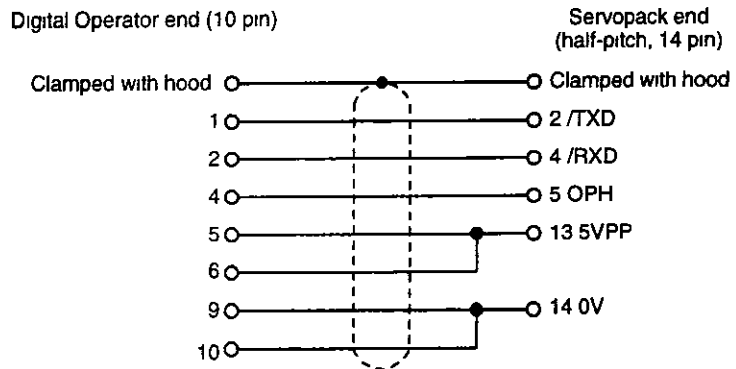 Digital Operator end (10 pin)
Servopack end
(half-pitch, 14 pin)
Clamped with hood
Clamped with hood
1
2 /TXD
2
4 /RXD
4
5 OPH
5
13 5VPP
6
9
14 0V
10